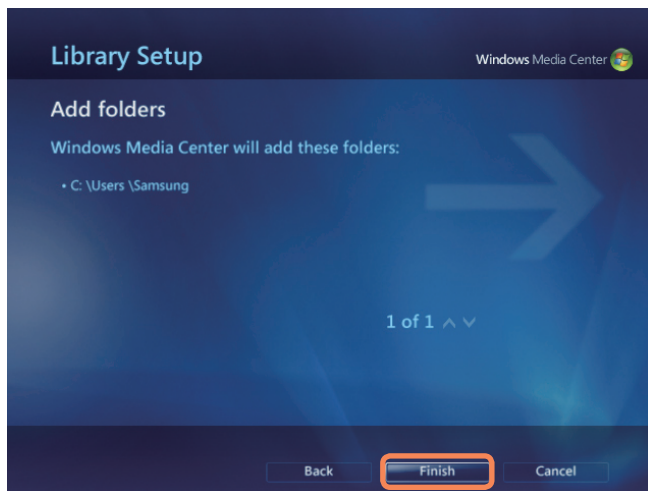 Library Setup
Windows Media Center
Add folders
Windows Media Center will add these folders:
• C: \Users \Samsung
1 of 1
Back Finish Cancel